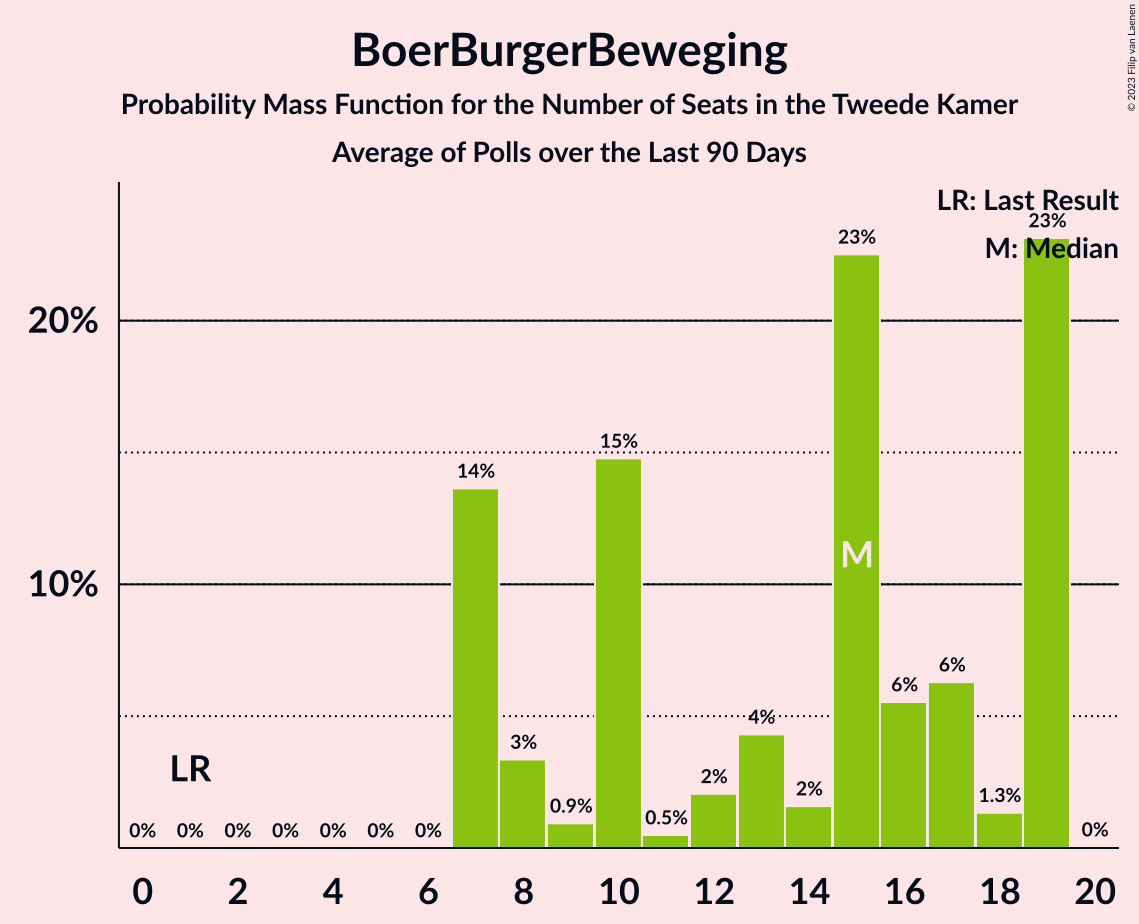 BoerBurgerBeweging
Probability Mass Function for the Number of Seats in the Tweede Kamer
Average of Polls over the Last 90 Days
© 2023 Filip van Laenen
LR: Last Result
M: Median
20%
10%
LR
M
0%
0%
0%
0%
0%
0%
0%
14%
3%
0.9%
15%
0.5%
2%
4%
2%
23%
6%
6%
1.3%
23%
0%
0 2 4 6 8 10 12 14 16 18 20